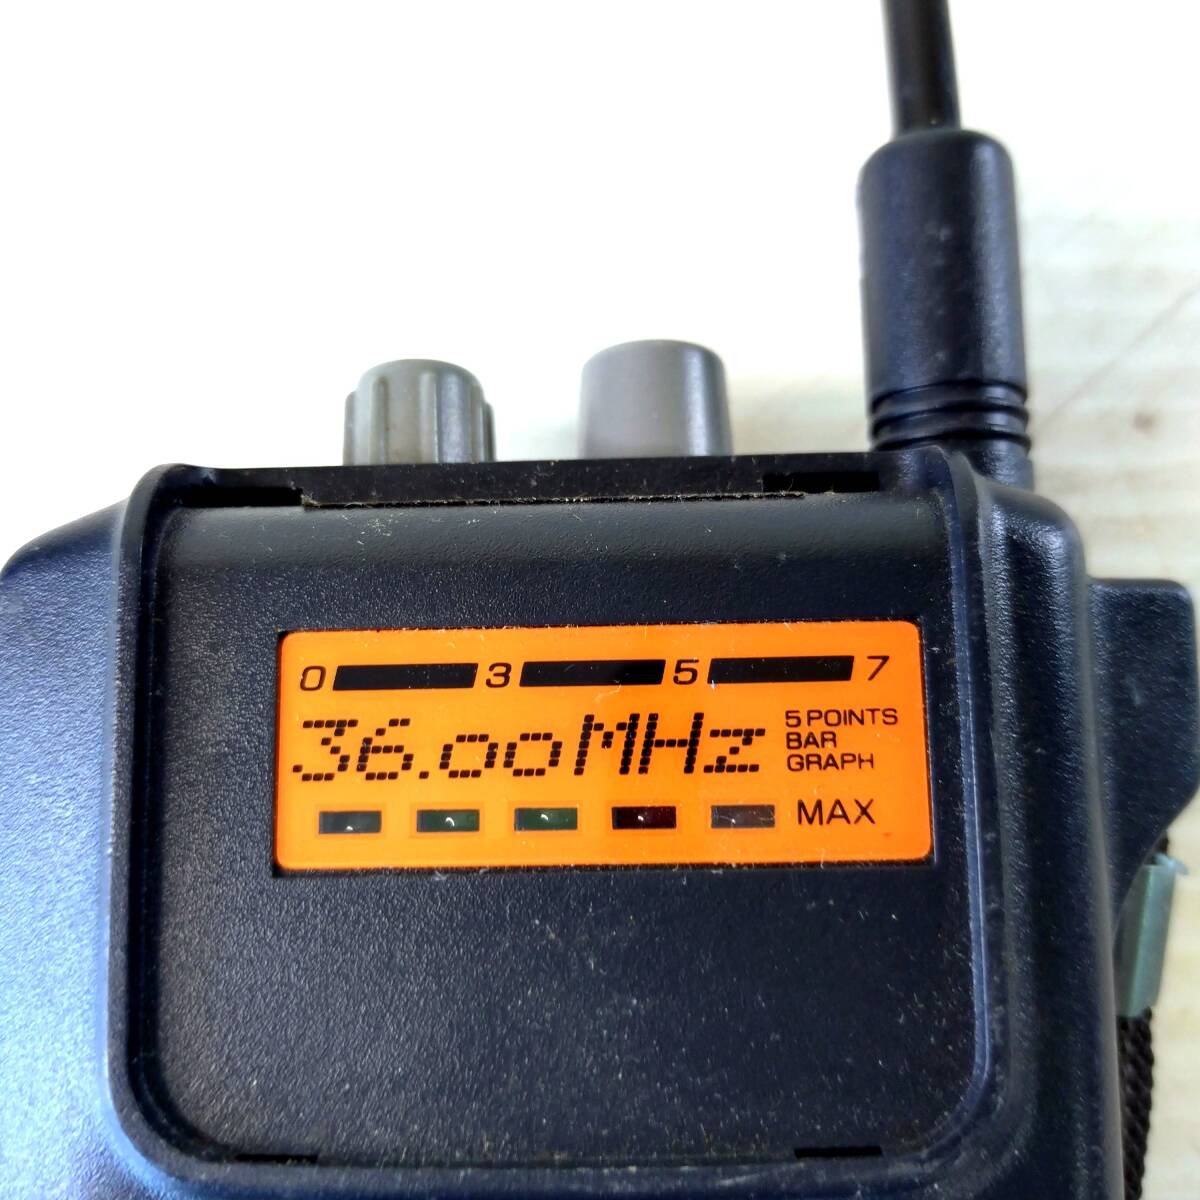 0 3 5 7
36.00MHz
5 POINTS
BAR
GRAPH
MAX